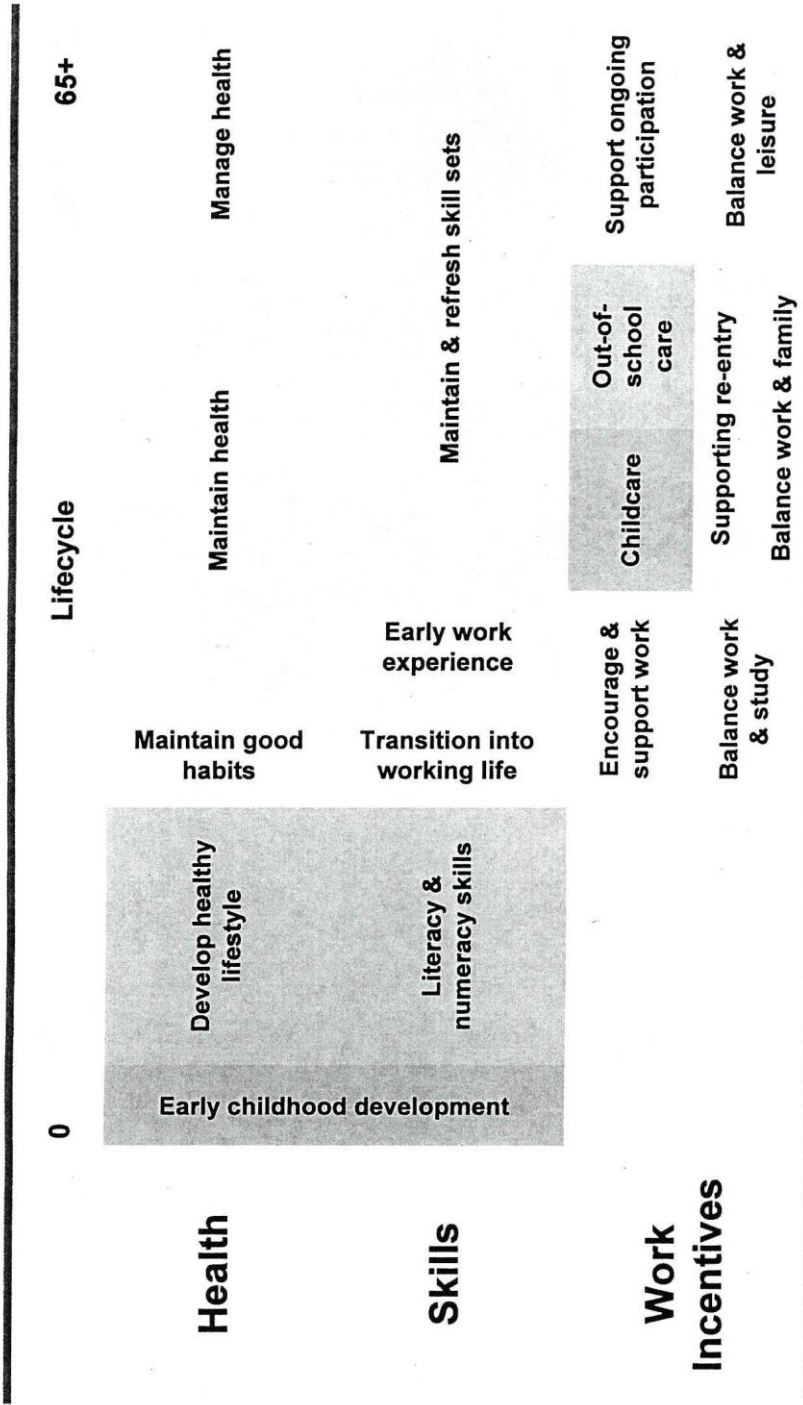 Lifecycle
0
65+
Health
Early childhood development
Develop healthy
lifestyle
Maintain good
habits
Maintain health
Manage health
Skills
Literacy &
numeracy skills
Transition into
working life
Early work
experience
Maintain & refresh skill sets
Work
Incentives
Encourage &
support work
Childcare
Out-of-
school
care
Support ongoing
participation
Balance work
& study
Supporting re-entry
Balance work & family
Balance work &
leisure